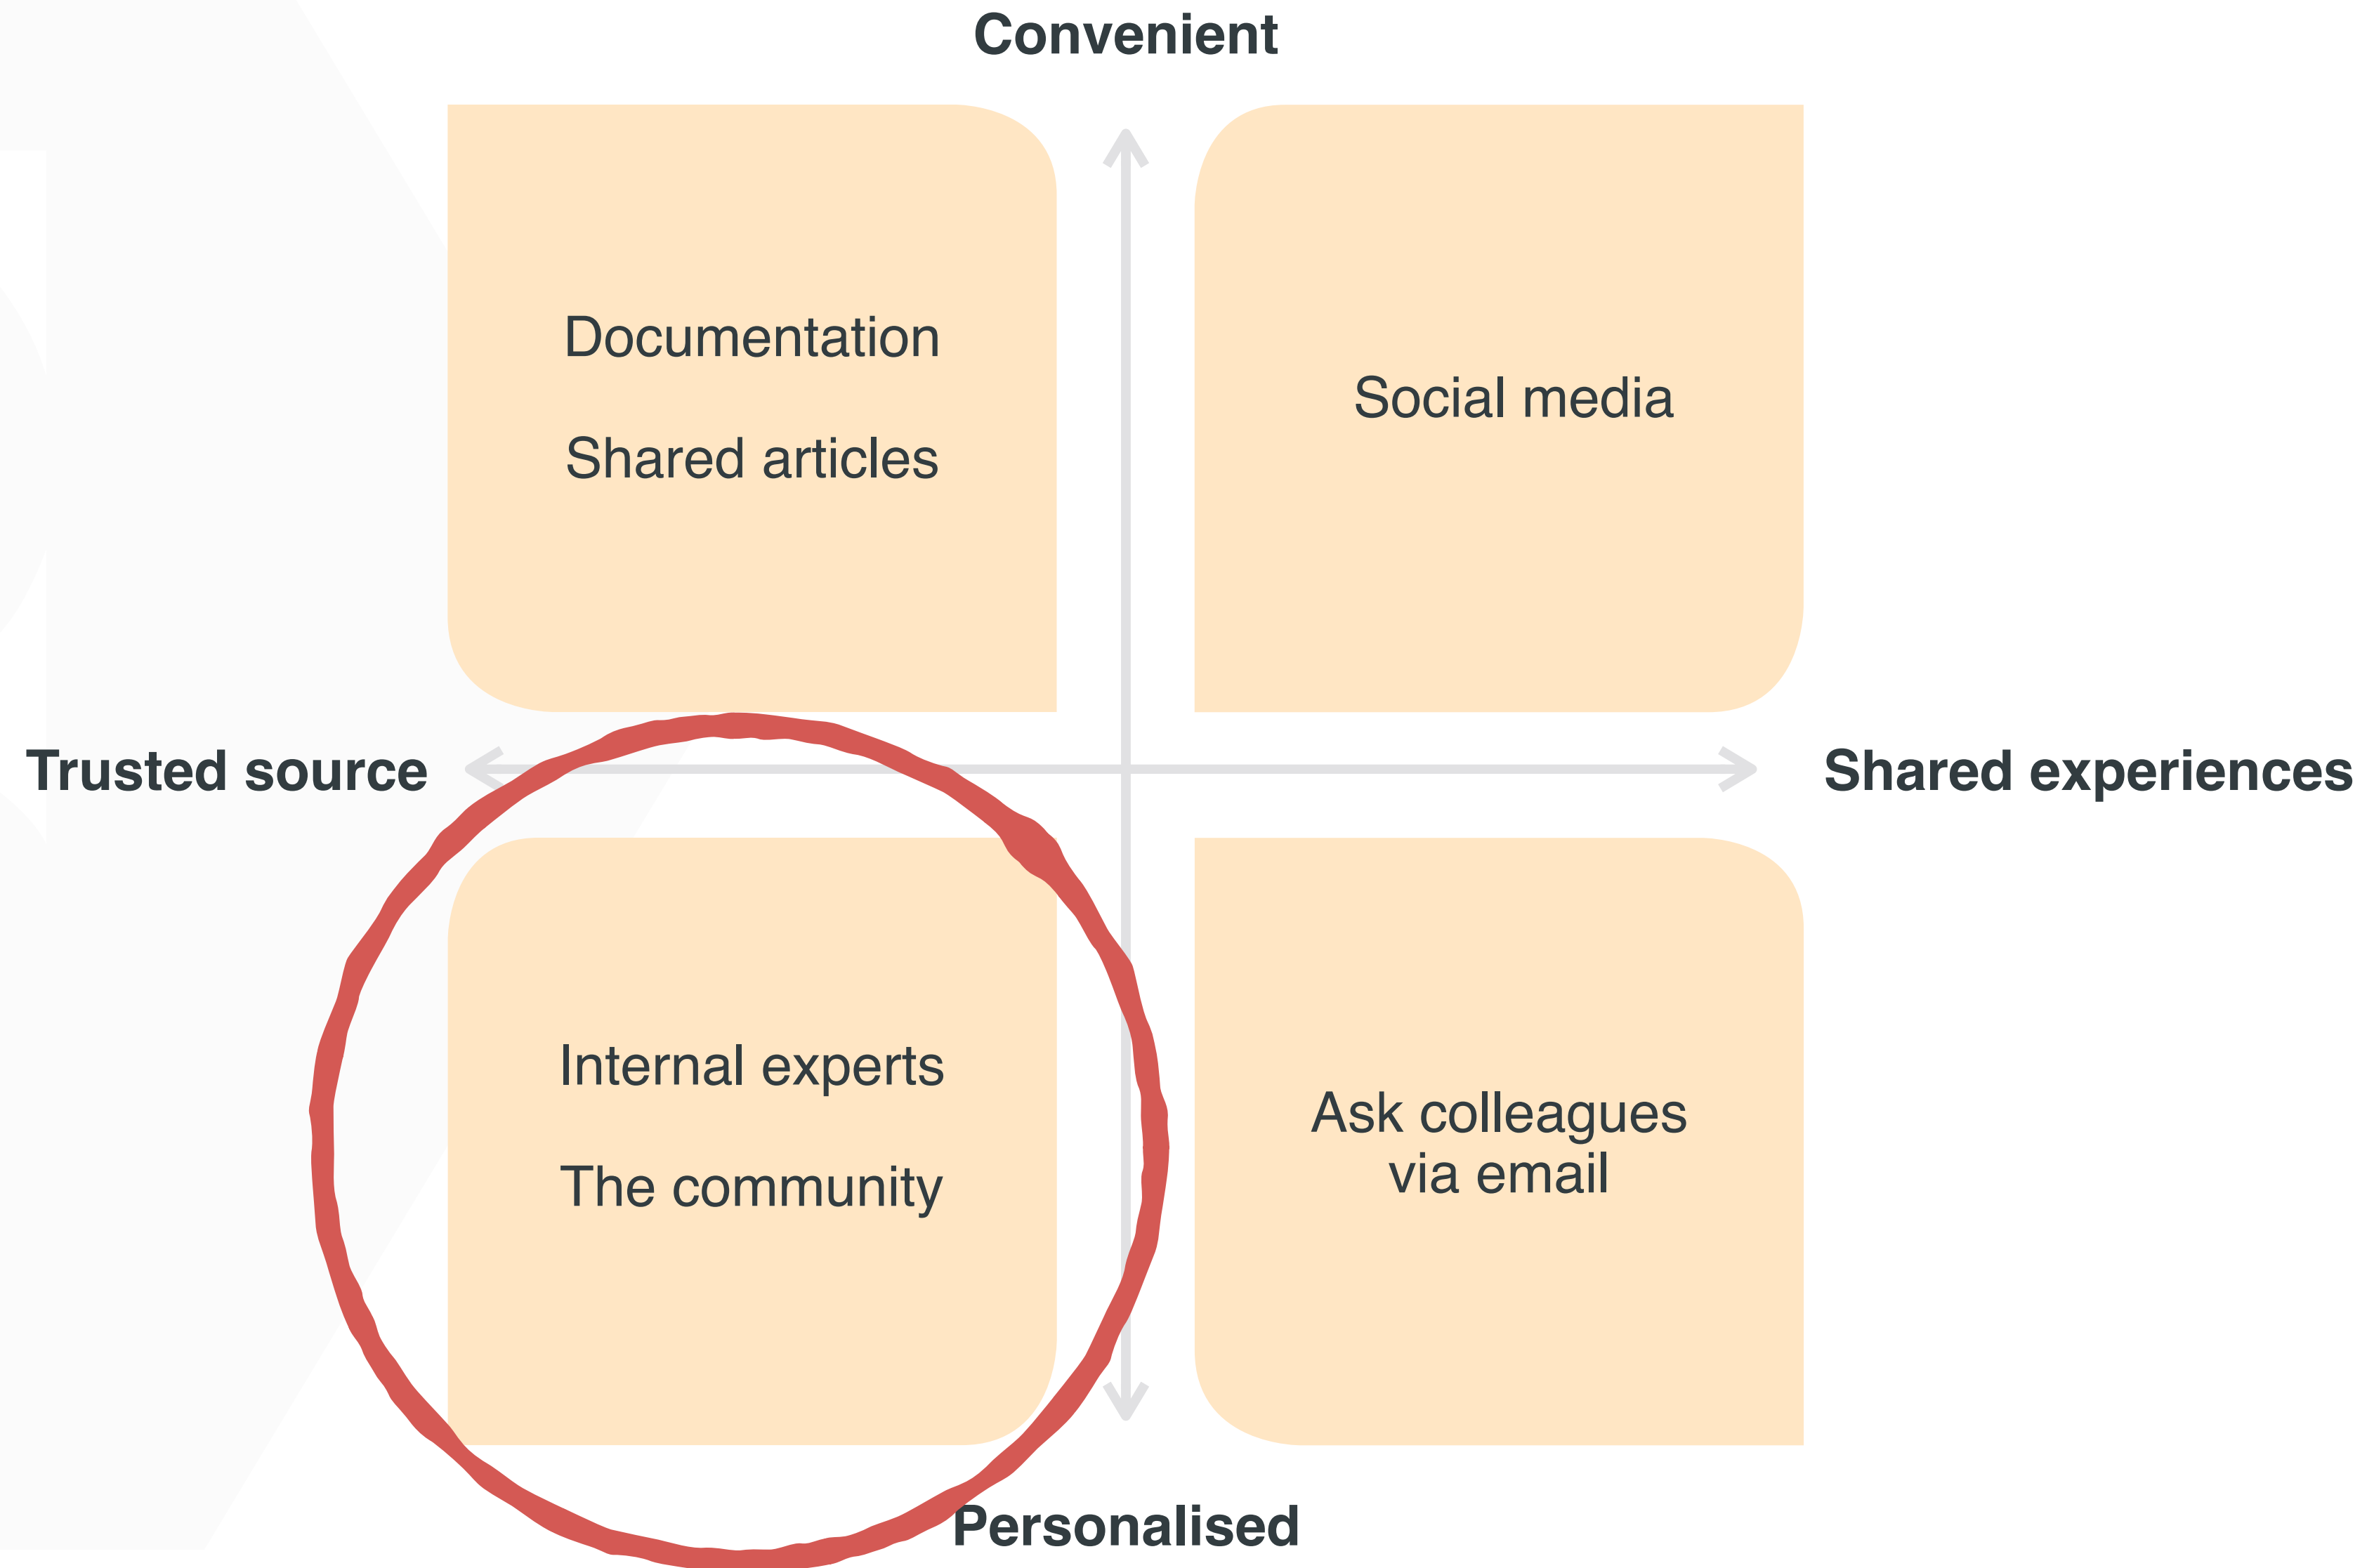 Convenient
Documentation
Shared articles
Social media
Trusted source
Shared experiences
Internal experts
The community
Ask colleagues
via email
Personalised